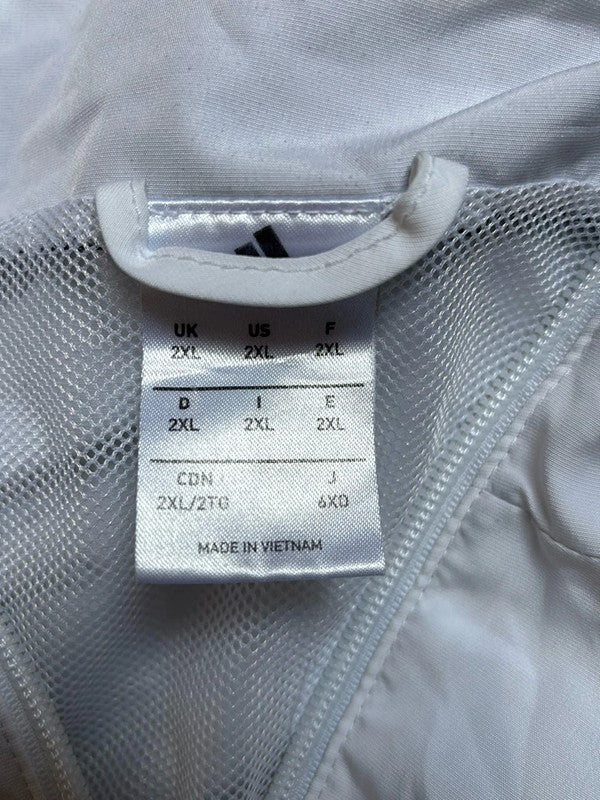 UK US F
2XL 2XL 2XL
D I E
2XL 2XL 2XL
CDN J
2XL/2TG 6XO
MADE IN VIETNAM